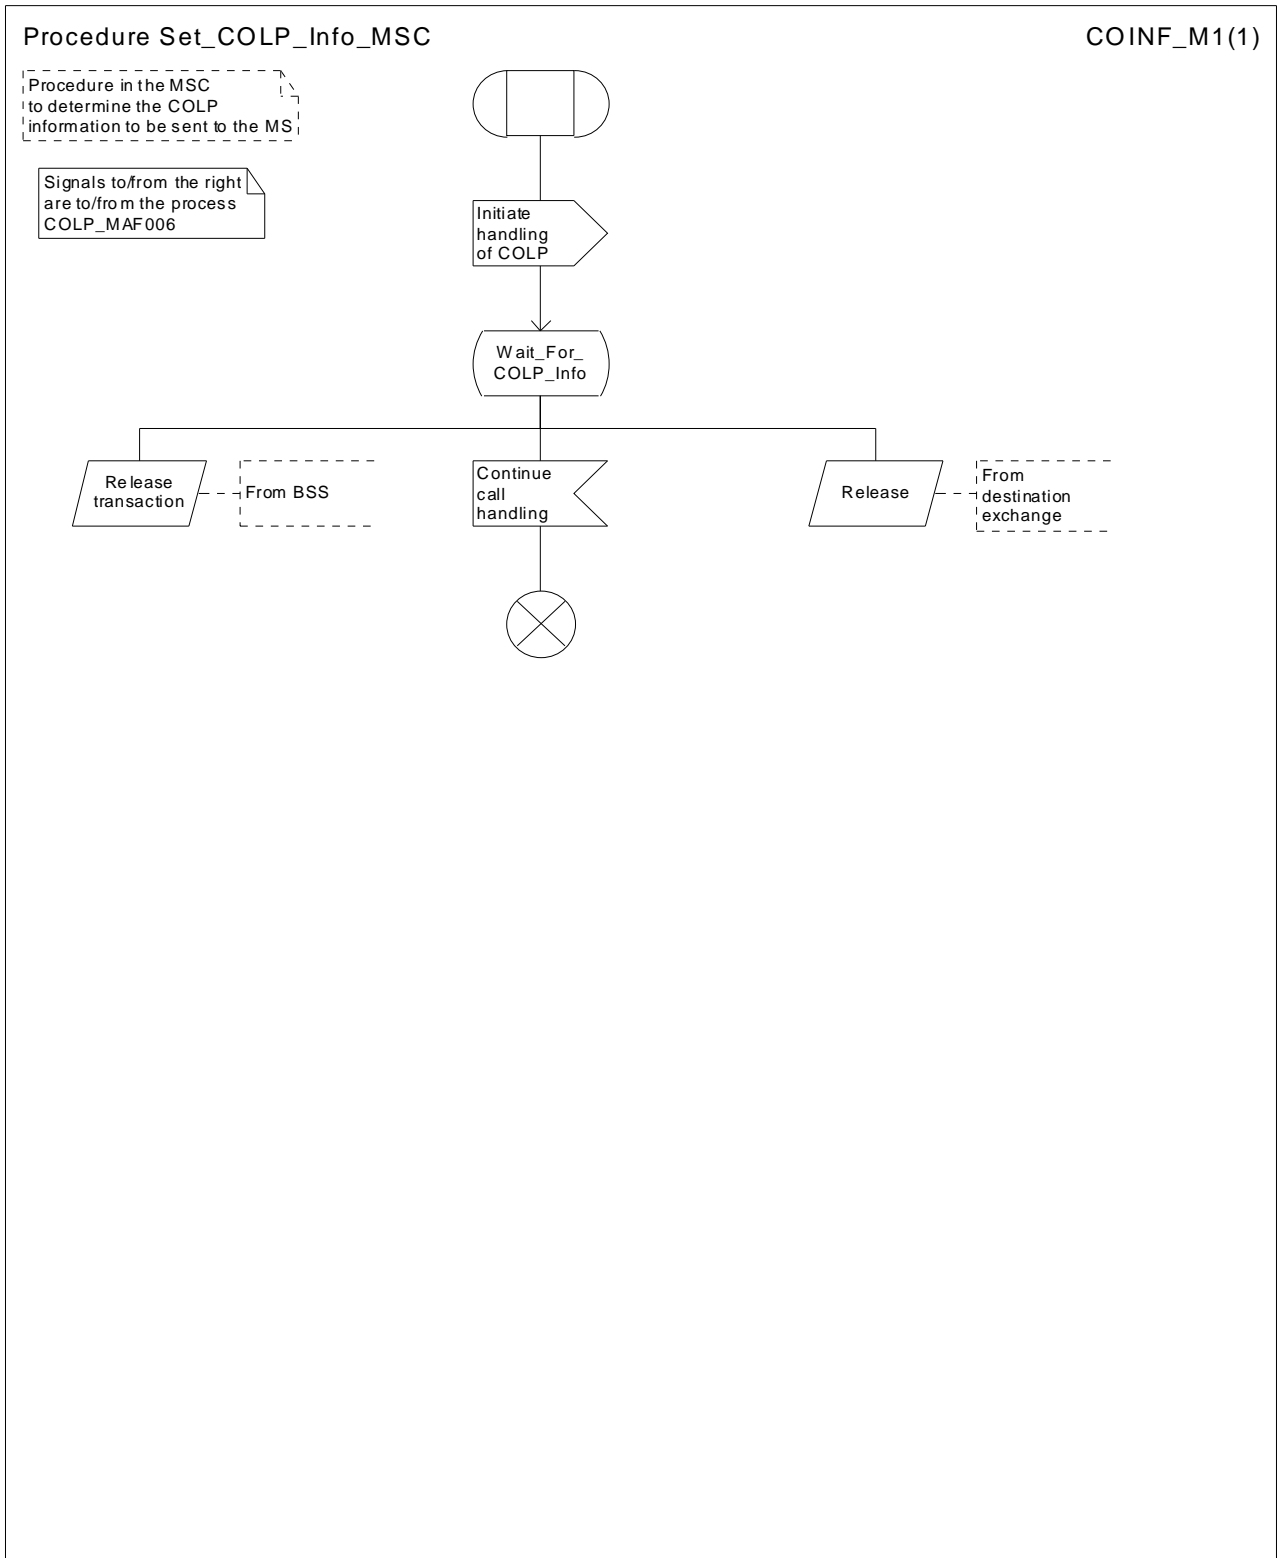 Procedure Set_COLP_Info_MSC
COINF_M1(1)
Procedure in the MSC
to determine the COLP
information to be sent to the MS
Signals to/from the right
are to/from the process
COLP_MAF006
Initiate
handling
of COLP
Wait_For_
COLP_Info
Release
transaction
From BSS
Continue
call
handling
Release
From
destination
exchange